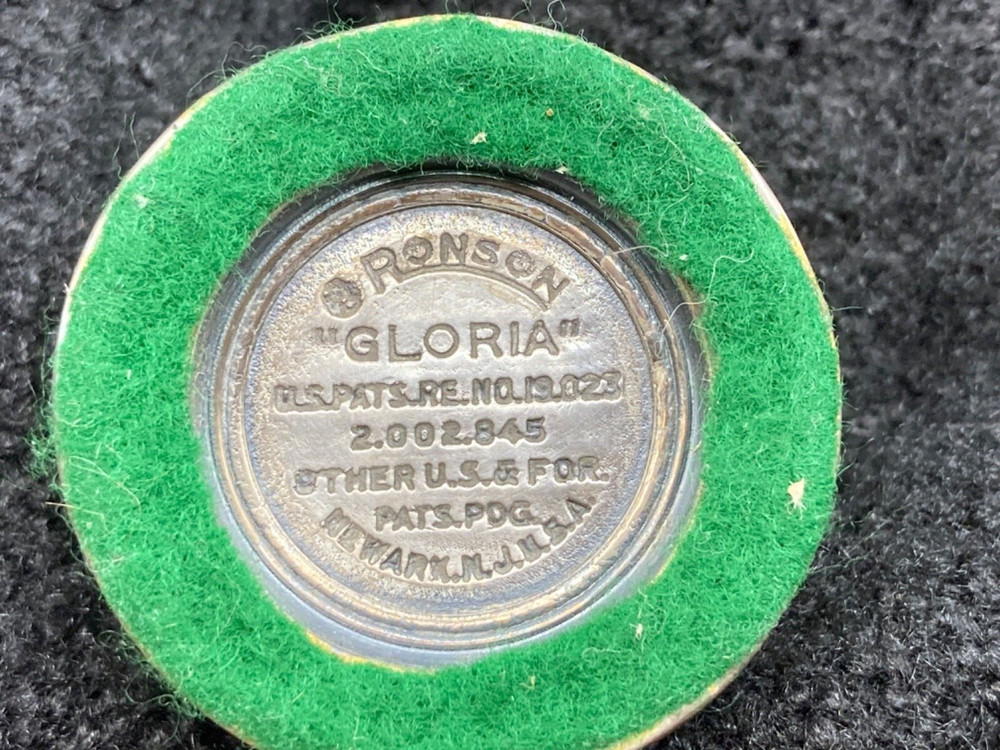 RONSON
"GLORIA"
U.S.PATS.RE.NO.19.023
2.002.845
OTHER U.S.& FOR.
PATS.PDG.
NEWARK.N.J.U.S.A.